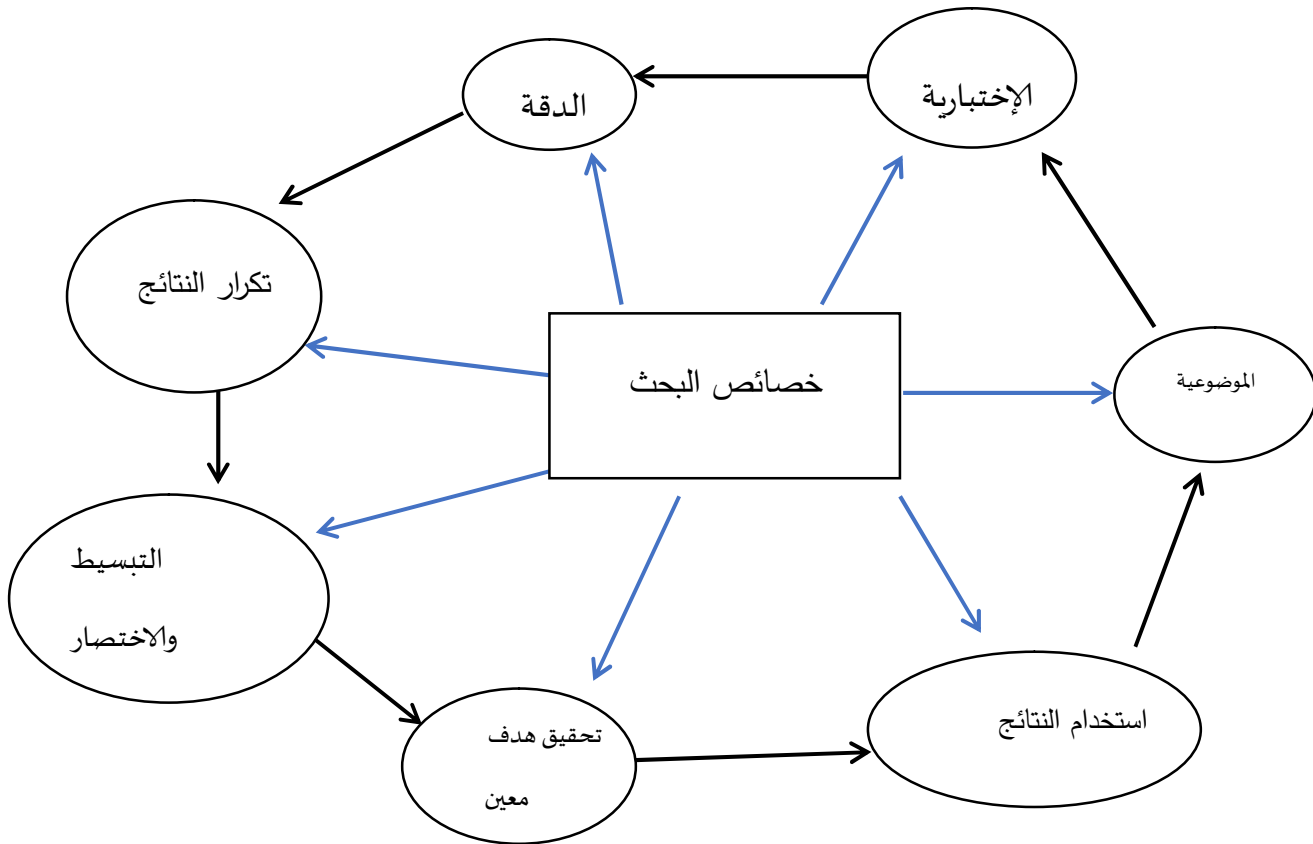 الإختبارية
الدقة
تكرار النتائج
خصائص البحث
الموضوعية
التبسيط
والاختصار
استخدام النتائج
تحقيق هدف
معين